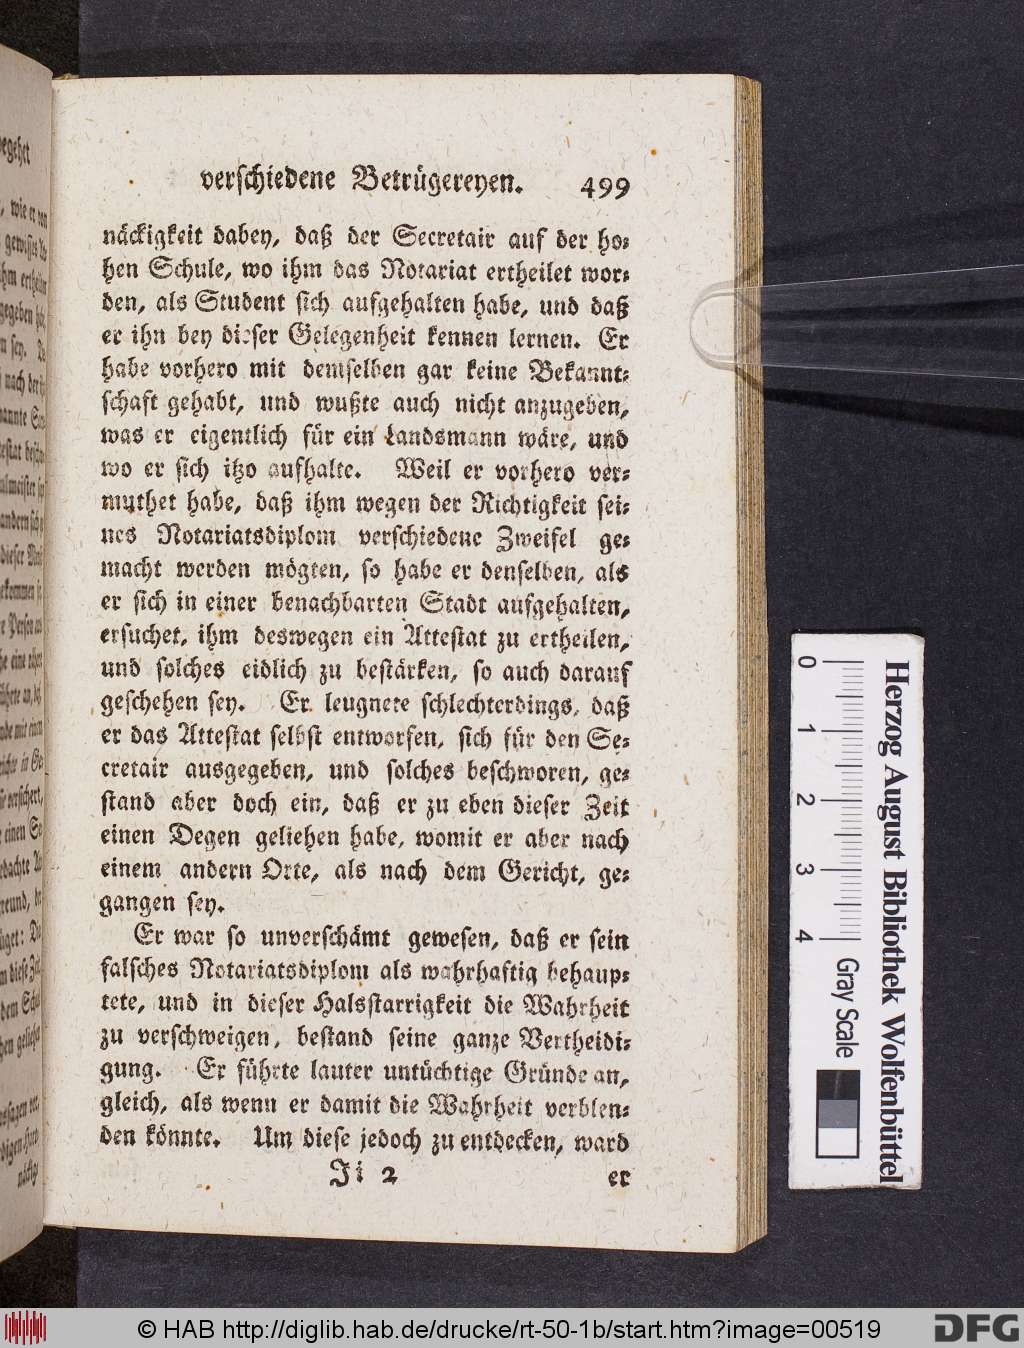 verschiedene Betrügereyen. 499
näckigkeit dabey, daß der Secretair auf der ho⸗
hen Schule, wo ihm das Notariat ertheilet wor⸗
den, als Student sich aufgehalten habe, und daß
er ihn bey dieser Gelegenheit kennen lernen. Er
habe vorhero mit demselben gar keine Bekannt⸗
schaft gehabt, und wußte auch nicht anzugeben,
was er eigentlich für ein Landsmann wäre, und
wo er sich itzo aufhalte. Weil er vorhero ver⸗
muthet habe, daß ihm wegen der Richtigkeit sei⸗
nes Notariatsdiplom verschiedene Zweifel ge⸗
macht werden mögten, so habe er denselben, als
er sich in einer benachbarten Stadt aufgehalten,
ersuchet, ihm deswegen ein Attestat zu ertheilen,
und solches eidlich zu bestärken, so auch darauf
geschehen sey. Er leugnete schlechterdings, daß
er das Attestat selbst entworfen, sich für den Se⸗
cretair ausgegeben, und solches beschworen, ge⸗
stand aber doch ein, daß er zu eben dieser Zeit
einen Degen geliehen habe, womit er aber nach
einem andern Orte, als nach dem Gericht, ge⸗
gangen sey.
Er war so unverschämt gewesen, daß er sein
falsches Notariatsdiplom als wahrhaftig behaup⸗
tete, und in dieser Halsstarrigkeit die Wahrheit
zu verschweigen, bestand seine ganze Vertheidi⸗
gung. Er führte lauter untüchtige Gründe an,
gleich, als wenn er damit die Wahrheit verblen⸗
den könnte. Um diese jedoch zu entdecken, ward
Ii 2 er
0 1 2 3 4 Gray Scale
Herzog August Bibliothek Wolfenbüttel
© HAB http://diglib.hab.de/drucke/rt-50-1b/start.htm?image=00519
DFG